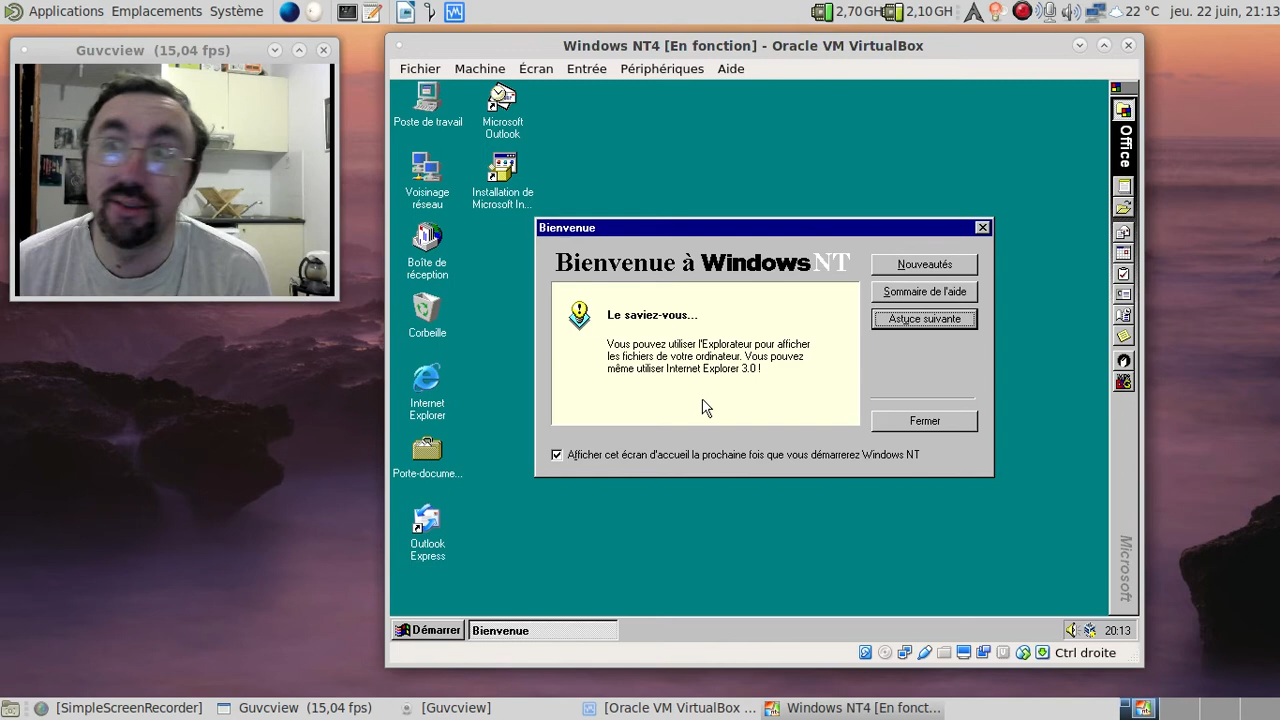 Applications Emplacements Système
2,70 GH 2,10 GH 22 °C jeu. 22 juin, 21:13
Guvcview (15,04 fps)
Windows NT4 [En fonction] - Oracle VM VirtualBox
Fichier Machine Écran Entrée Périphériques Aide
Poste de travail
Microsoft
Outlook
Office
Voisinage
réseau
Installation de
Microsoft In...
Boîte de
réception
Corbeille
Internet
Explorer
Porte-docume...
Outlook
Express
Bienvenue
Bienvenue à Windows NT
Nouveautés
Sommaire de l'aide
Astuce suivante
Le saviez-vous...
Vous pouvez utiliser l'Explorateur pour afficher
les fichiers de votre ordinateur. Vous pouvez
même utiliser Internet Explorer 3.0 !
Fermer
Afficher cet écran d'accueil la prochaine fois que vous démarrerez Windows NT
Microsoft
Démarrer Bienvenue 20:13
Ctrl droite
[SimpleScreenRecorder] Guvcview (15,04 fps) [Guvcview] [Oracle VM VirtualBox ... Windows NT4 [En fonct...